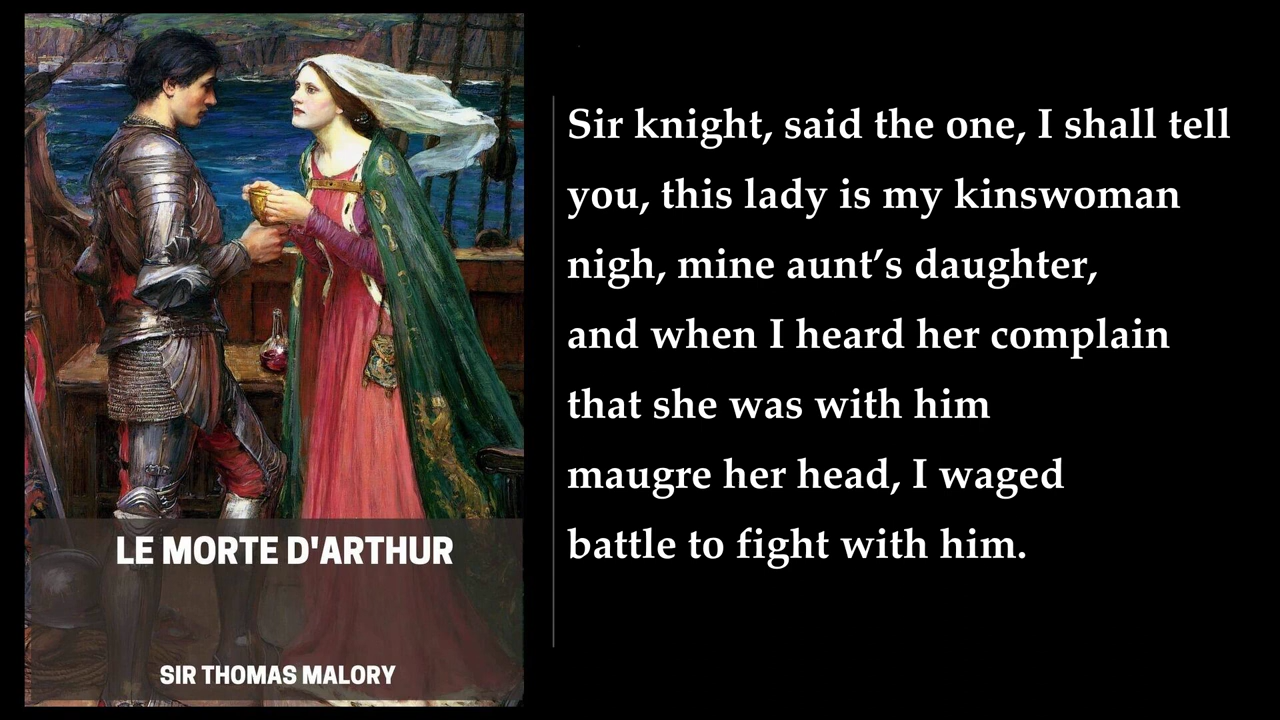 LE MORTE D'ARTHUR
SIR THOMAS MALORY
Sir knight, said the one, I shall tell
you, this lady is my kinswoman
nigh, mine aunt’s daughter,
and when I heard her complain
that she was with him
maugre her head, I waged
battle to fight with him.